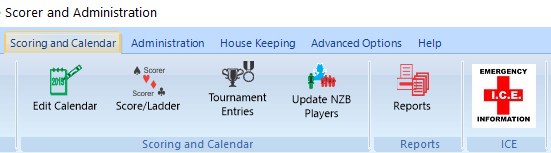 Scorer and Administration
Scoring and Calendar Administration House Keeping Advanced Options Help
2015
Edit Calendar
Scorer
Scorer
Score/Ladder
Tournament
Entries
Update NZB
Players
Reports
EMERGENCY
I.C.E.
INFORMATION
Scoring and Calendar
Reports
ICE